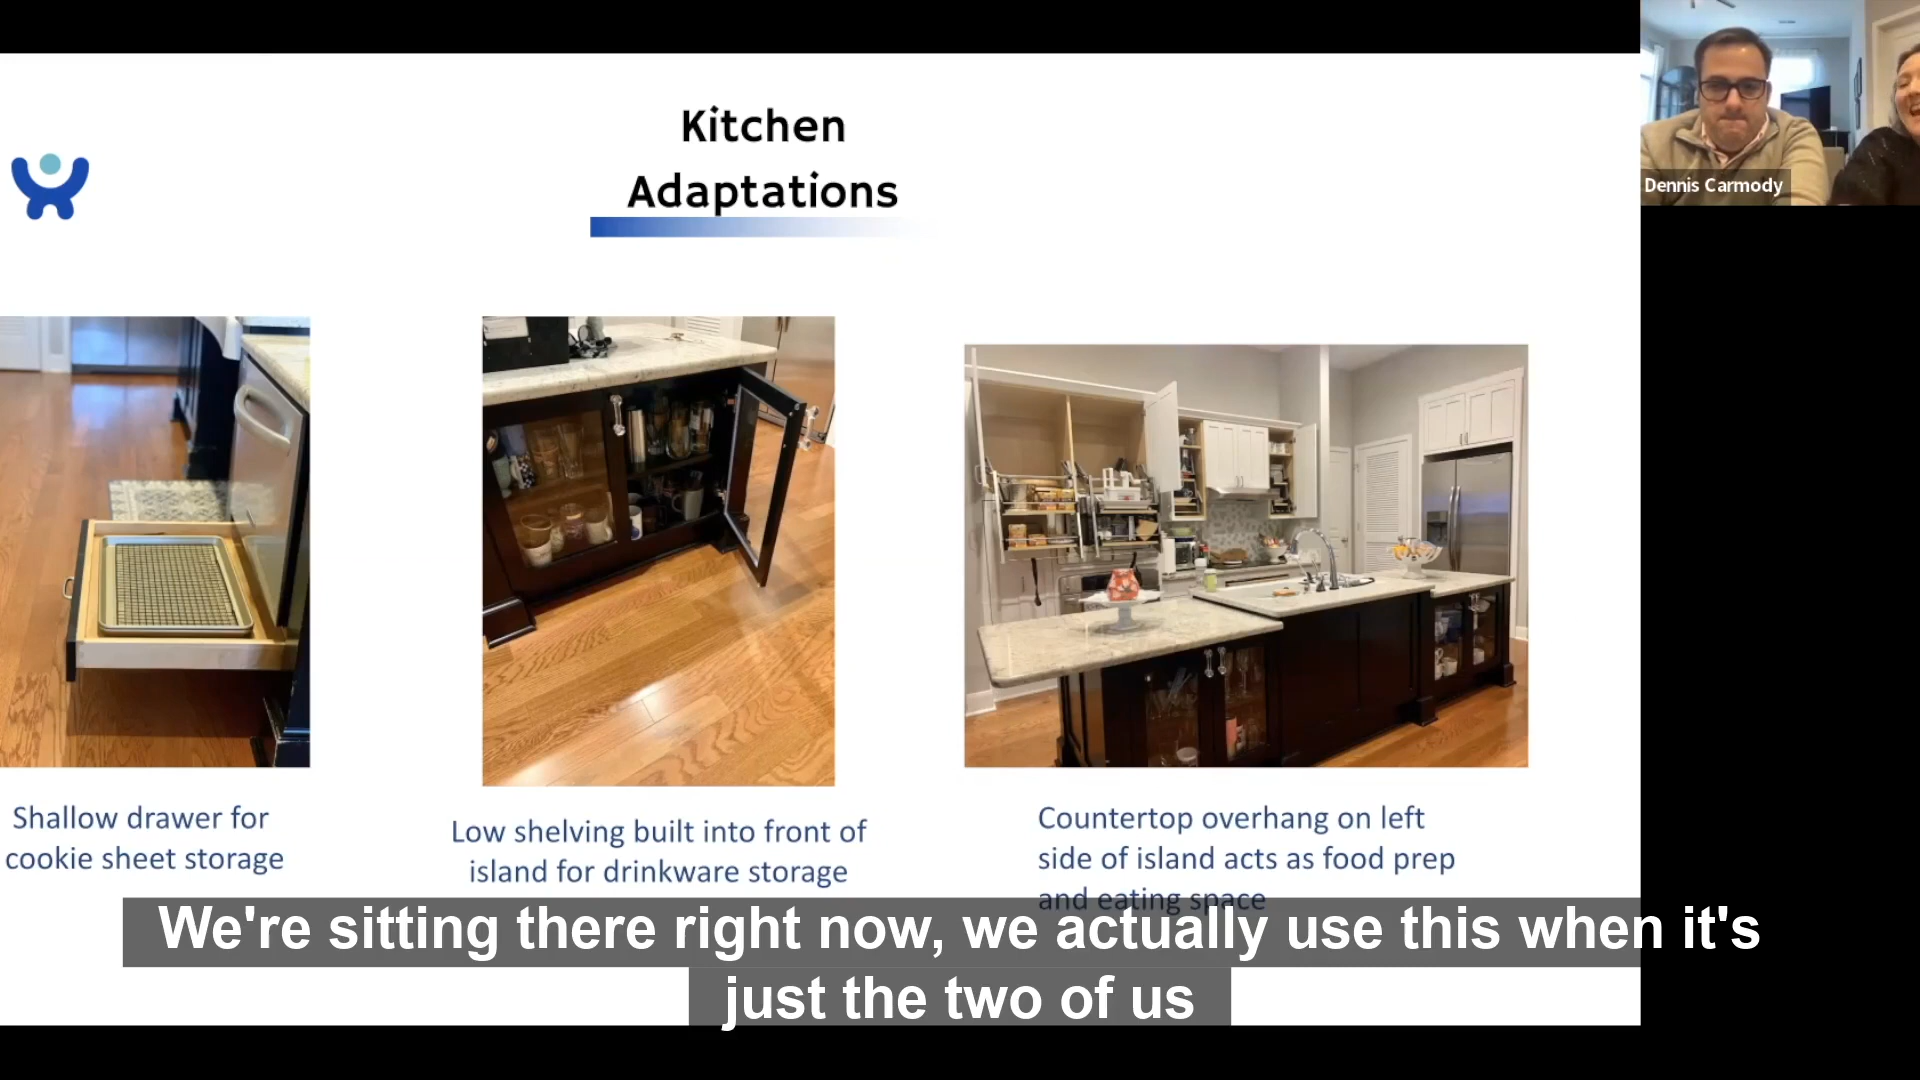 Kitchen
Adaptations
Dennis Carmody
Shallow drawer for
cookie sheet storage
Low shelving built into front of
island for drinkware storage
Countertop overhang on left
side of island acts as food prep
and eating space
We're sitting there right now, we actually use this when it's
just the two of us